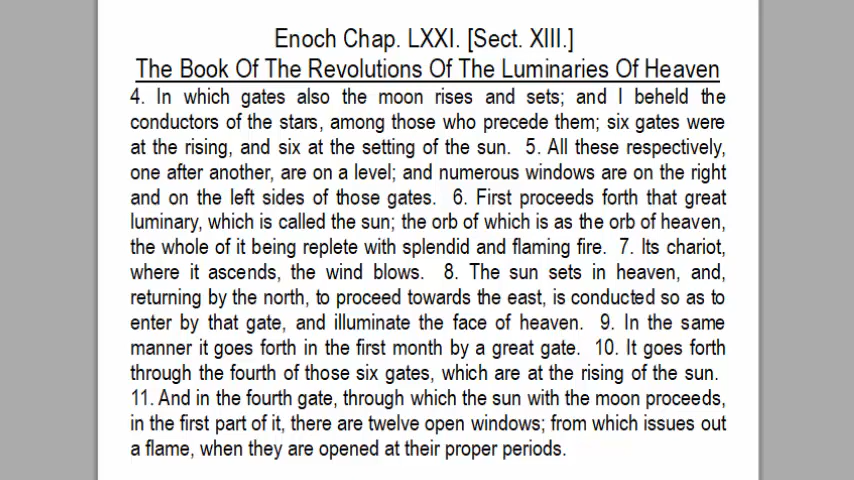 Enoch Chap. LXXI. [Sect. XIII.]
The Book Of The Revolutions Of The Luminaries Of Heaven
4. In which gates also the moon rises and sets; and I beheld the
conductors of the stars, among those who precede them; six gates were
at the rising, and six at the setting of the sun. 5. All these respectively,
one after another, are on a level; and numerous windows are on the right
and on the left sides of those gates. 6. First proceeds forth that great
luminary, which is called the sun; the orb of which is as the orb of heaven,
the whole of it being replete with splendid and flaming fire. 7. Its chariot,
where it ascends, the wind blows. 8. The sun sets in heaven, and,
returning by the north, to proceed towards the east, is conducted so as to
enter by that gate, and illuminate the face of heaven. 9. In the same
manner it goes forth in the first month by a great gate. 10. It goes forth
through the fourth of those six gates, which are at the rising of the sun.
11. And in the fourth gate, through which the sun with the moon proceeds,
in the first part of it, there are twelve open windows; from which issues out
a flame, when they are opened at their proper periods.